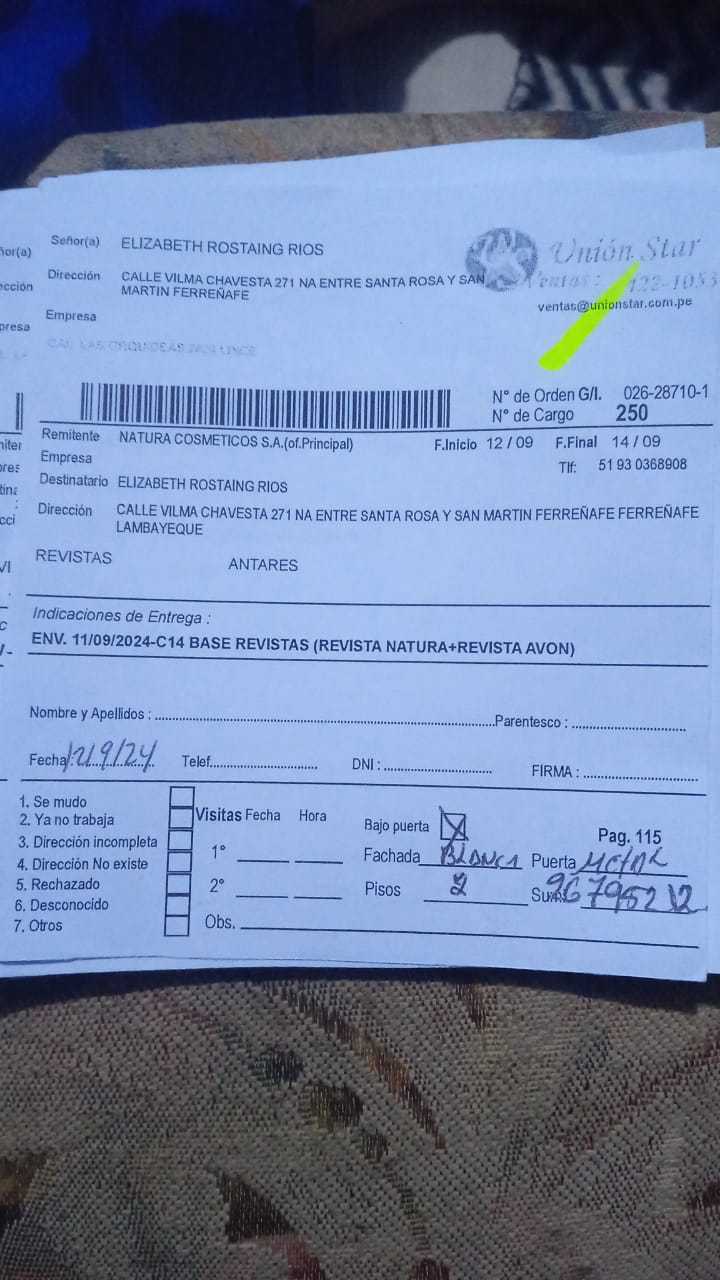 Señor(a) ELIZABETH ROSTAING RIOS
Dirección CALLE VILMA CHAVESTA 271 NA ENTRE SANTA ROSA Y SAN
MARTIN FERREÑAFE
Empresa
Unión Star
Ventas :
ventas@unionstar.com.pe
N° de Orden G/I. 026-28710-1
N° de Cargo 250
Remitente NATURA COSMETICOS S.A.(of.Principal) F.Inicio 12 / 09 F.Final 14 / 09
Empresa
Tlf: 51 93 0368908
Destinatario ELIZABETH ROSTAING RIOS
Dirección CALLE VILMA CHAVESTA 271 NA ENTRE SANTA ROSA Y SAN MARTIN FERREÑAFE FERREÑAFE
LAMBAYEQUE
REVISTAS ANTARES
Indicaciones de Entrega :
ENV. 11/09/2024-C14 BASE REVISTAS (REVISTA NATURA+REVISTA AVON)
Nombre y Apellidos : Parentesco :
Fecha: 12/9/24 Telef. DNI : FIRMA :
1. Se mudo
2. Ya no trabaja
3. Dirección incompleta
4. Dirección No existe
5. Rechazado
6. Desconocido
7. Otros
Visitas Fecha Hora
1°
2°
Obs.
Bajo puerta X
Fachada BLANCA
Pisos 2
Pag. 115
Puerta